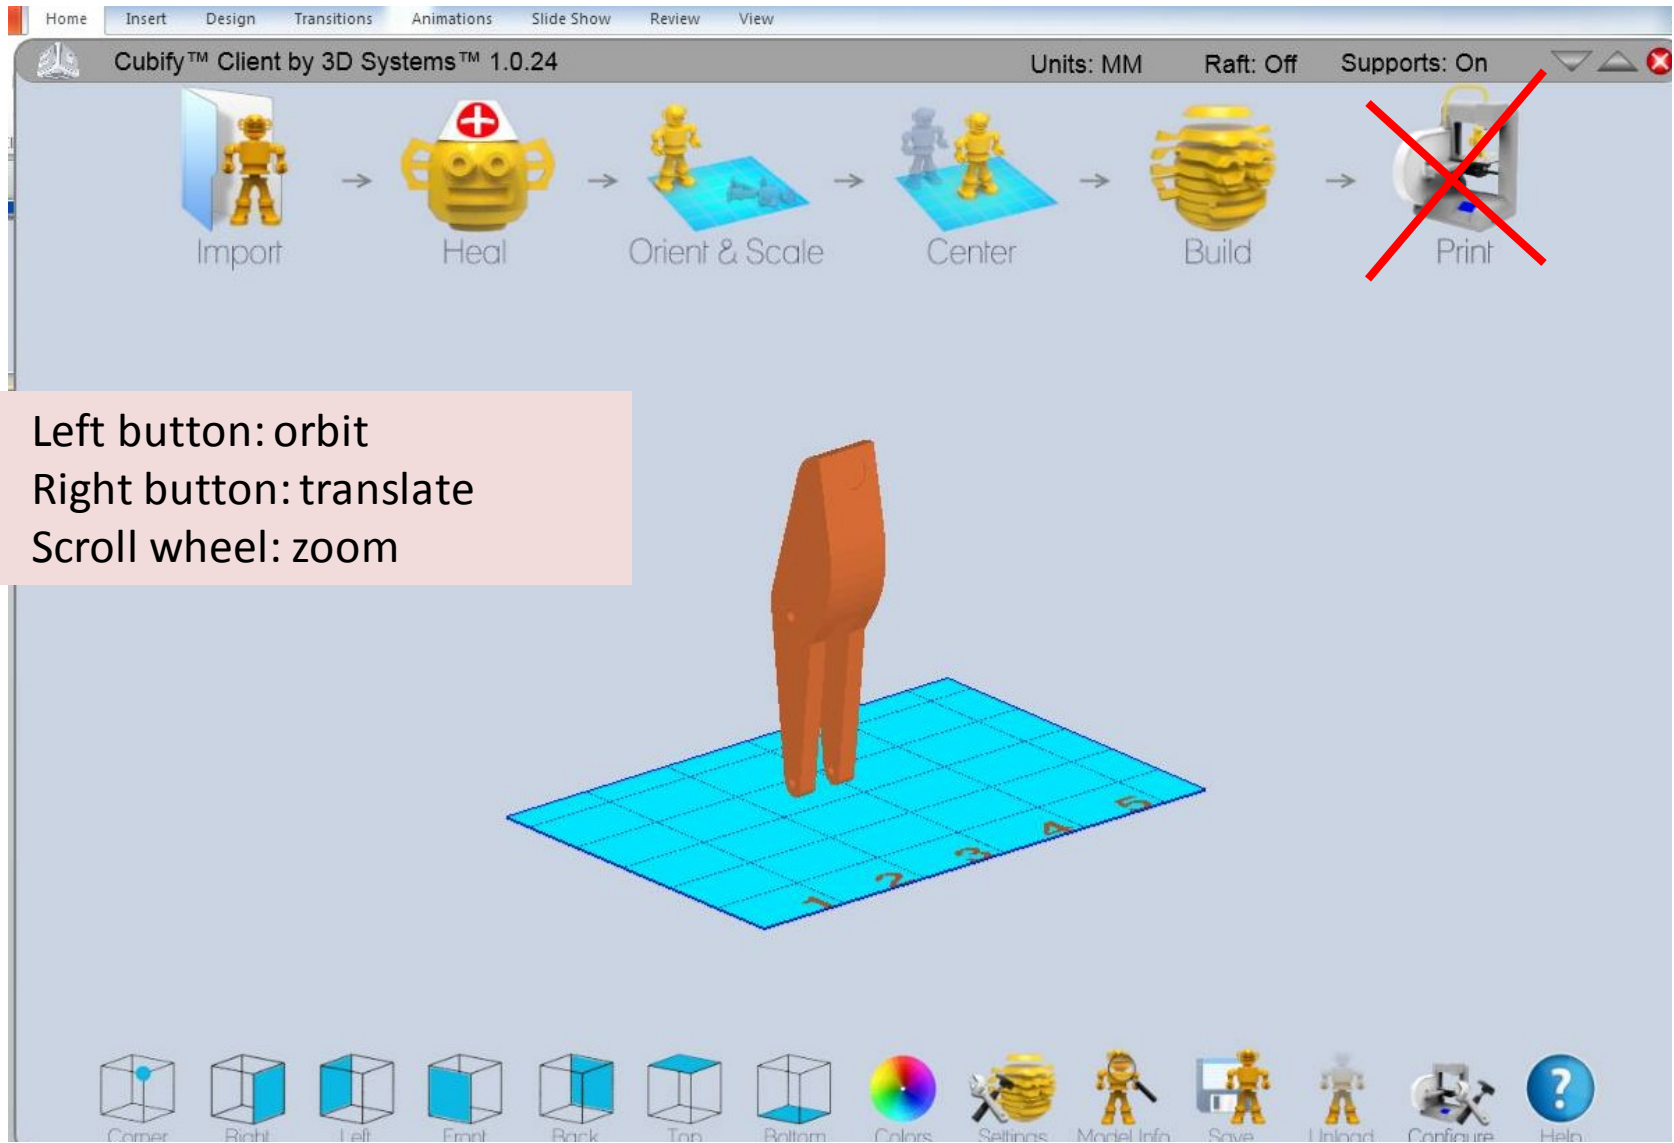 Home Insert Design Transitions Animations Slide Show Review View
Cubify™ Client by 3D Systems™ 1.0.24 Units: MM Raft: Off Supports: On
Import Heal Orient & Scale Center Build Print
Left button: orbit
Right button: translate
Scroll wheel: zoom
1 2 3 4 5
Corner Right Left Front Back Top Bottom Colors Settings Model Info Save Upload Configure Help